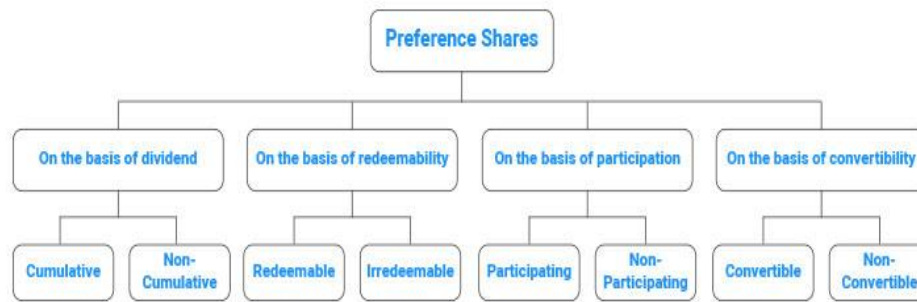 Preference Shares
On the basis of dividend
On the basis of redeemability
On the basis of participation
On the basis of convertibility
Cumulative
Non-
Cumulative
Redeemable
Irredeemable
Participating
Non-
Participating
Convertible
Non-
Convertible